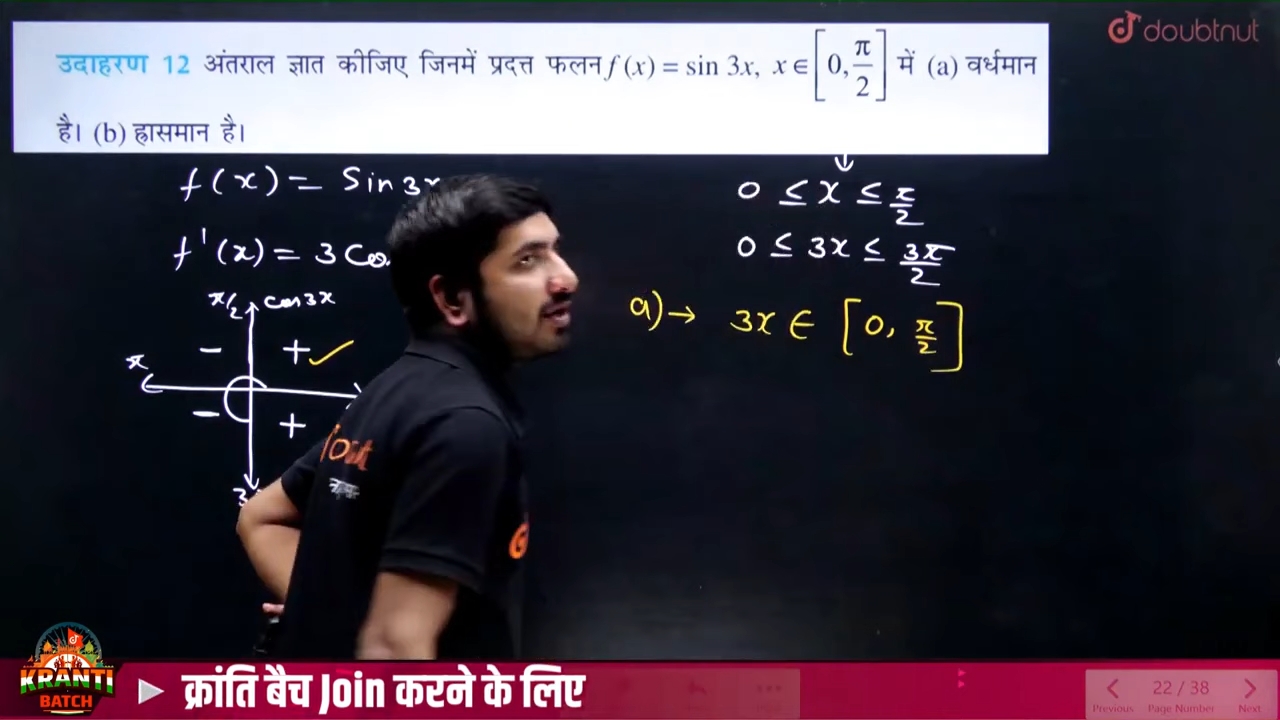 doubtnut
उदाहरण 12 अंतराल ज्ञात कीजिए जिनमें प्रदत्त फलन f (x) = sin 3x, x ∈ [0, π/2] में (a) वर्धमान
है। (b) ह्रासमान है।
f(x) = Sin 3x
0 ≤ x ≤ π/2
f'(x) = 3 Co
0 ≤ 3x ≤ 3π/2
π/2 cos 3x
a) → 3x ∈ [0, π/2]
π − + ✓
− +
3
KRANTI
BATCH
क्रांति बैच Join करने के लिए
22 / 38
Previous Page Number Next